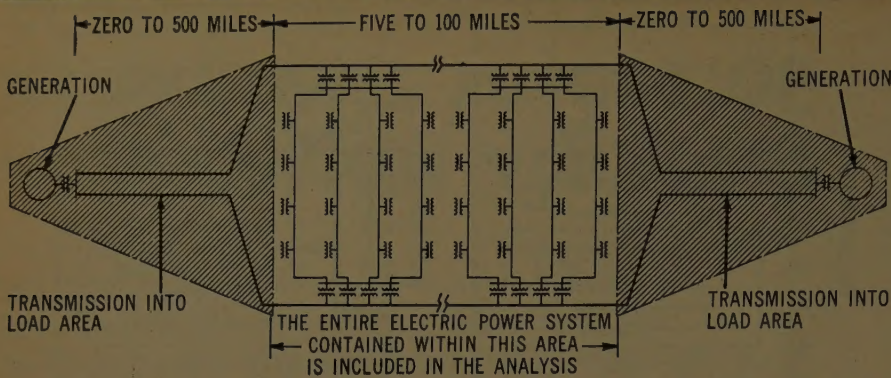 ZERO TO 500 MILES
FIVE TO 100 MILES
ZERO TO 500 MILES
GENERATION
GENERATION
TRANSMISSION INTO
LOAD AREA
TRANSMISSION INTO
LOAD AREA
THE ENTIRE ELECTRIC POWER SYSTEM
CONTAINED WITHIN THIS AREA
IS INCLUDED IN THE ANALYSIS